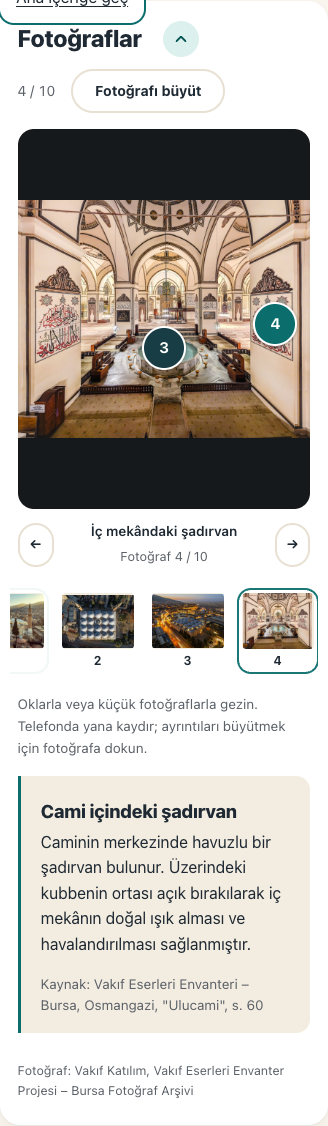 Ana içeriğe geç
Fotoğraflar
4 / 10
Fotoğrafı büyüt
3
4
←
İç mekândaki şadırvan
→
Fotoğraf 4 / 10
2
3
4
Oklarla veya küçük fotoğraflarla gezin.
Telefonda yana kaydır; ayrıntıları büyütmek
için fotoğrafa dokun.
Cami içindeki şadırvan
Caminin merkezinde havuzlu bir
şadırvan bulunur. Üzerindeki
kubbenin ortası açık bırakılarak iç
mekânın doğal ışık alması ve
havalandırılması sağlanmıştır.
Kaynak: Vakıf Eserleri Envanteri –
Bursa, Osmangazi, "Ulucami", s. 60
Fotoğraf: Vakıf Katılım, Vakıf Eserleri Envanter
Projesi – Bursa Fotoğraf Arşivi